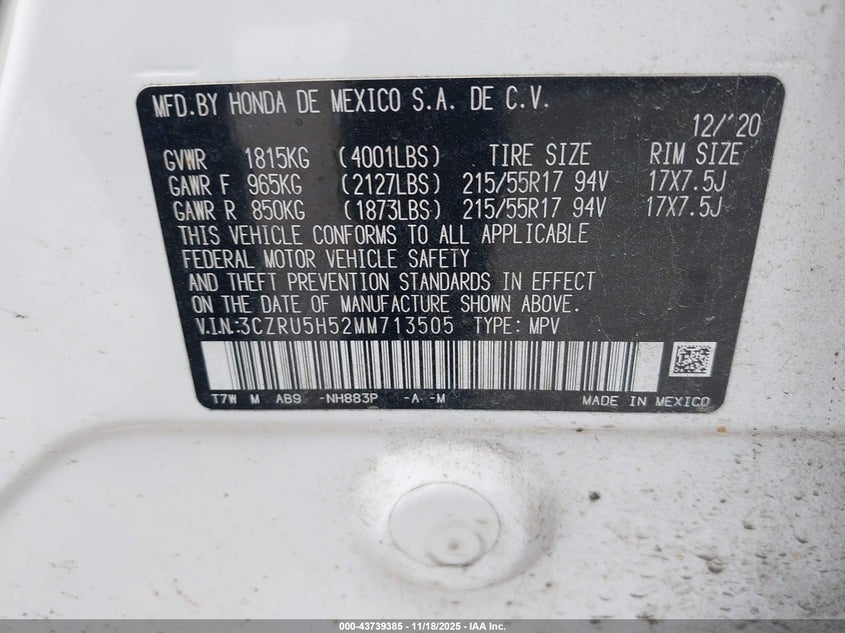 MFD.BY HONDA DE MEXICO S.A. DE C.V.
12/'20
GVWR 1815KG (4001LBS) TIRE SIZE RIM SIZE
GAWR F 965KG (2127LBS) 215/55R17 94V 17X7.5J
GAWR R 850KG (1873LBS) 215/55R17 94V 17X7.5J
THIS VEHICLE CONFORMS TO ALL APPLICABLE
FEDERAL MOTOR VEHICLE SAFETY
AND THEFT PREVENTION STANDARDS IN EFFECT
ON THE DATE OF MANUFACTURE SHOWN ABOVE.
V.I.N.:3CZRU5H52MM713505 TYPE: MPV
T7W M AB9 -NH883P -A -M MADE IN MEXICO
000-43739385 | 11/18/2025 | IAA Inc.